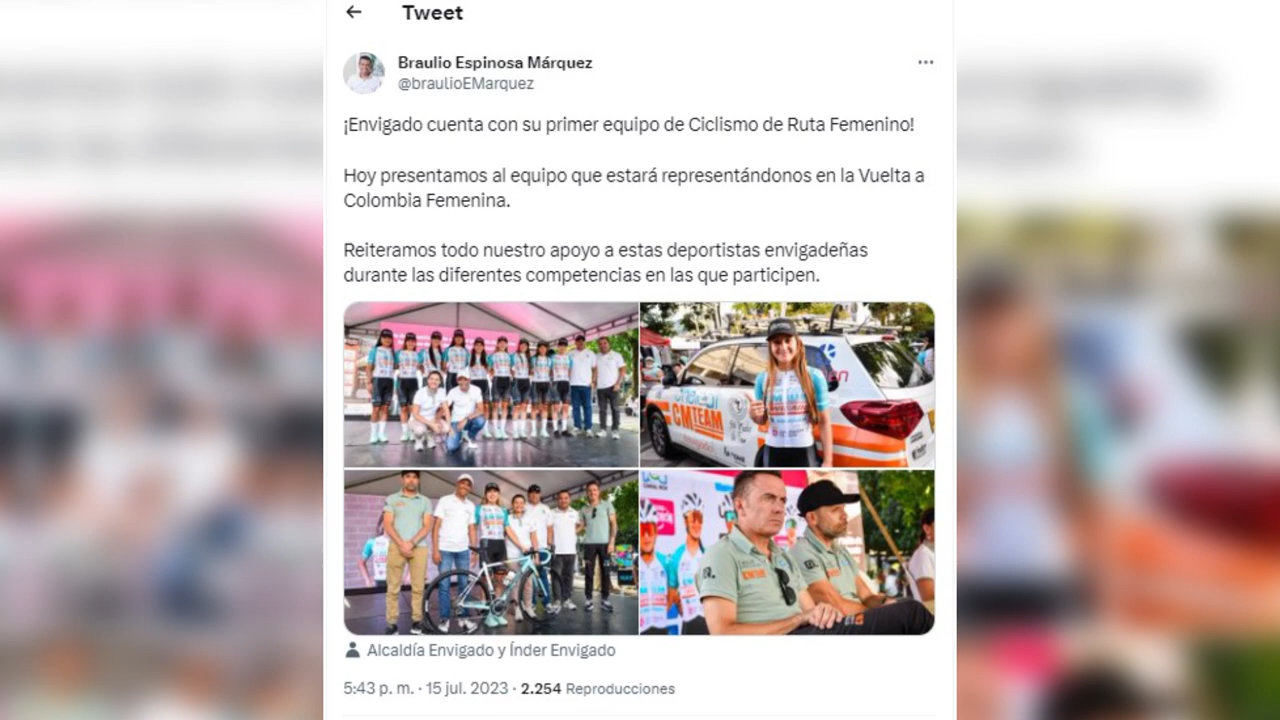 Tweet
Braulio Espinosa Márquez
@braulioEMarquez
¡Envigado cuenta con su primer equipo de Ciclismo de Ruta Femenino!
Hoy presentamos al equipo que estará representándonos en la Vuelta a
Colombia Femenina.
Reiteramos todo nuestro apoyo a estas deportistas envigadeñas
durante las diferentes competencias en las que participen.
CM TEAM
Alcaldía Envigado y Índer Envigado
5:43 p. m. · 15 jul. 2023 · 2.254 Reproducciones